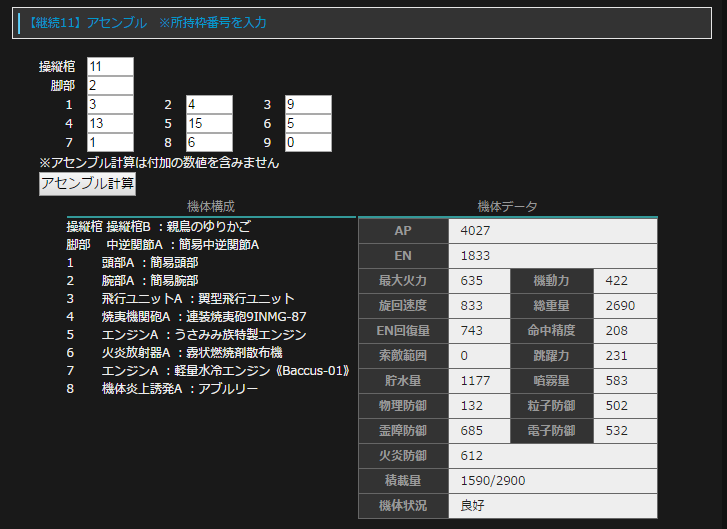 【継続11】アセンブル　※所持枠番号を入力
操縦棺 11
脚部 2
1 3 2 4 3 9
4 13 5 15 6 5
7 1 8 6 9 0
※アセンブル計算は付加の数値を含みません
アセンブル計算
機体構成
操縦棺 操縦棺B ：親鳥のゆりかご
脚部 中逆関節A ：簡易中逆関節A
1 頭部A ：簡易頭部
2 腕部A ：簡易腕部
3 飛行ユニットA ：翼型飛行ユニット
4 焼夷機関砲A ：連装焼夷砲9INMG-87
5 エンジンA ：うさみみ族特製エンジン
6 火炎放射器A ：霧状燃焼剤散布機
7 エンジンA ：軽量水冷エンジン《Baccus-01》
8 機体炎上誘発A ：アブルリー
機体データ
AP 4027
EN 1833
最大火力 635 機動力 422
旋回速度 833 総重量 2690
EN回復量 743 命中精度 208
索敵範囲 0 跳躍力 231
貯水量 1177 噴霧量 583
物理防御 132 粒子防御 502
霊障防御 685 電子防御 532
火炎防御 612
積載量 1590/2900
機体状況 良好